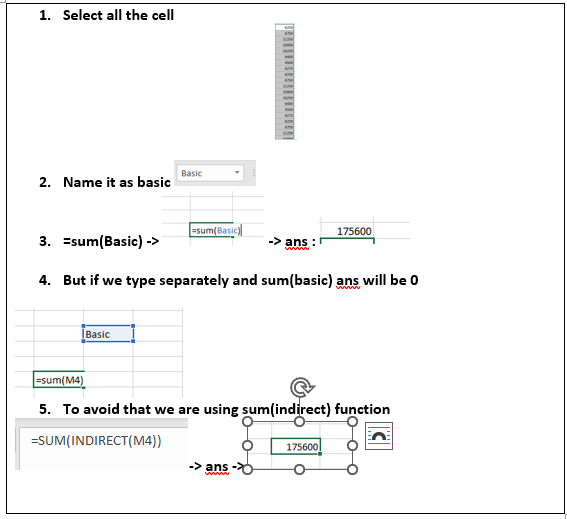 1. Select all the cell
2. Name it as basic
Basic
3. =sum(Basic) ->
=sum(Basic)
-> ans :
175600
4. But if we type separately and sum(basic) ans will be 0
Basic
=sum(M4)
5. To avoid that we are using sum(indirect) function
=SUM(INDIRECT(M4))
-> ans ->
175600